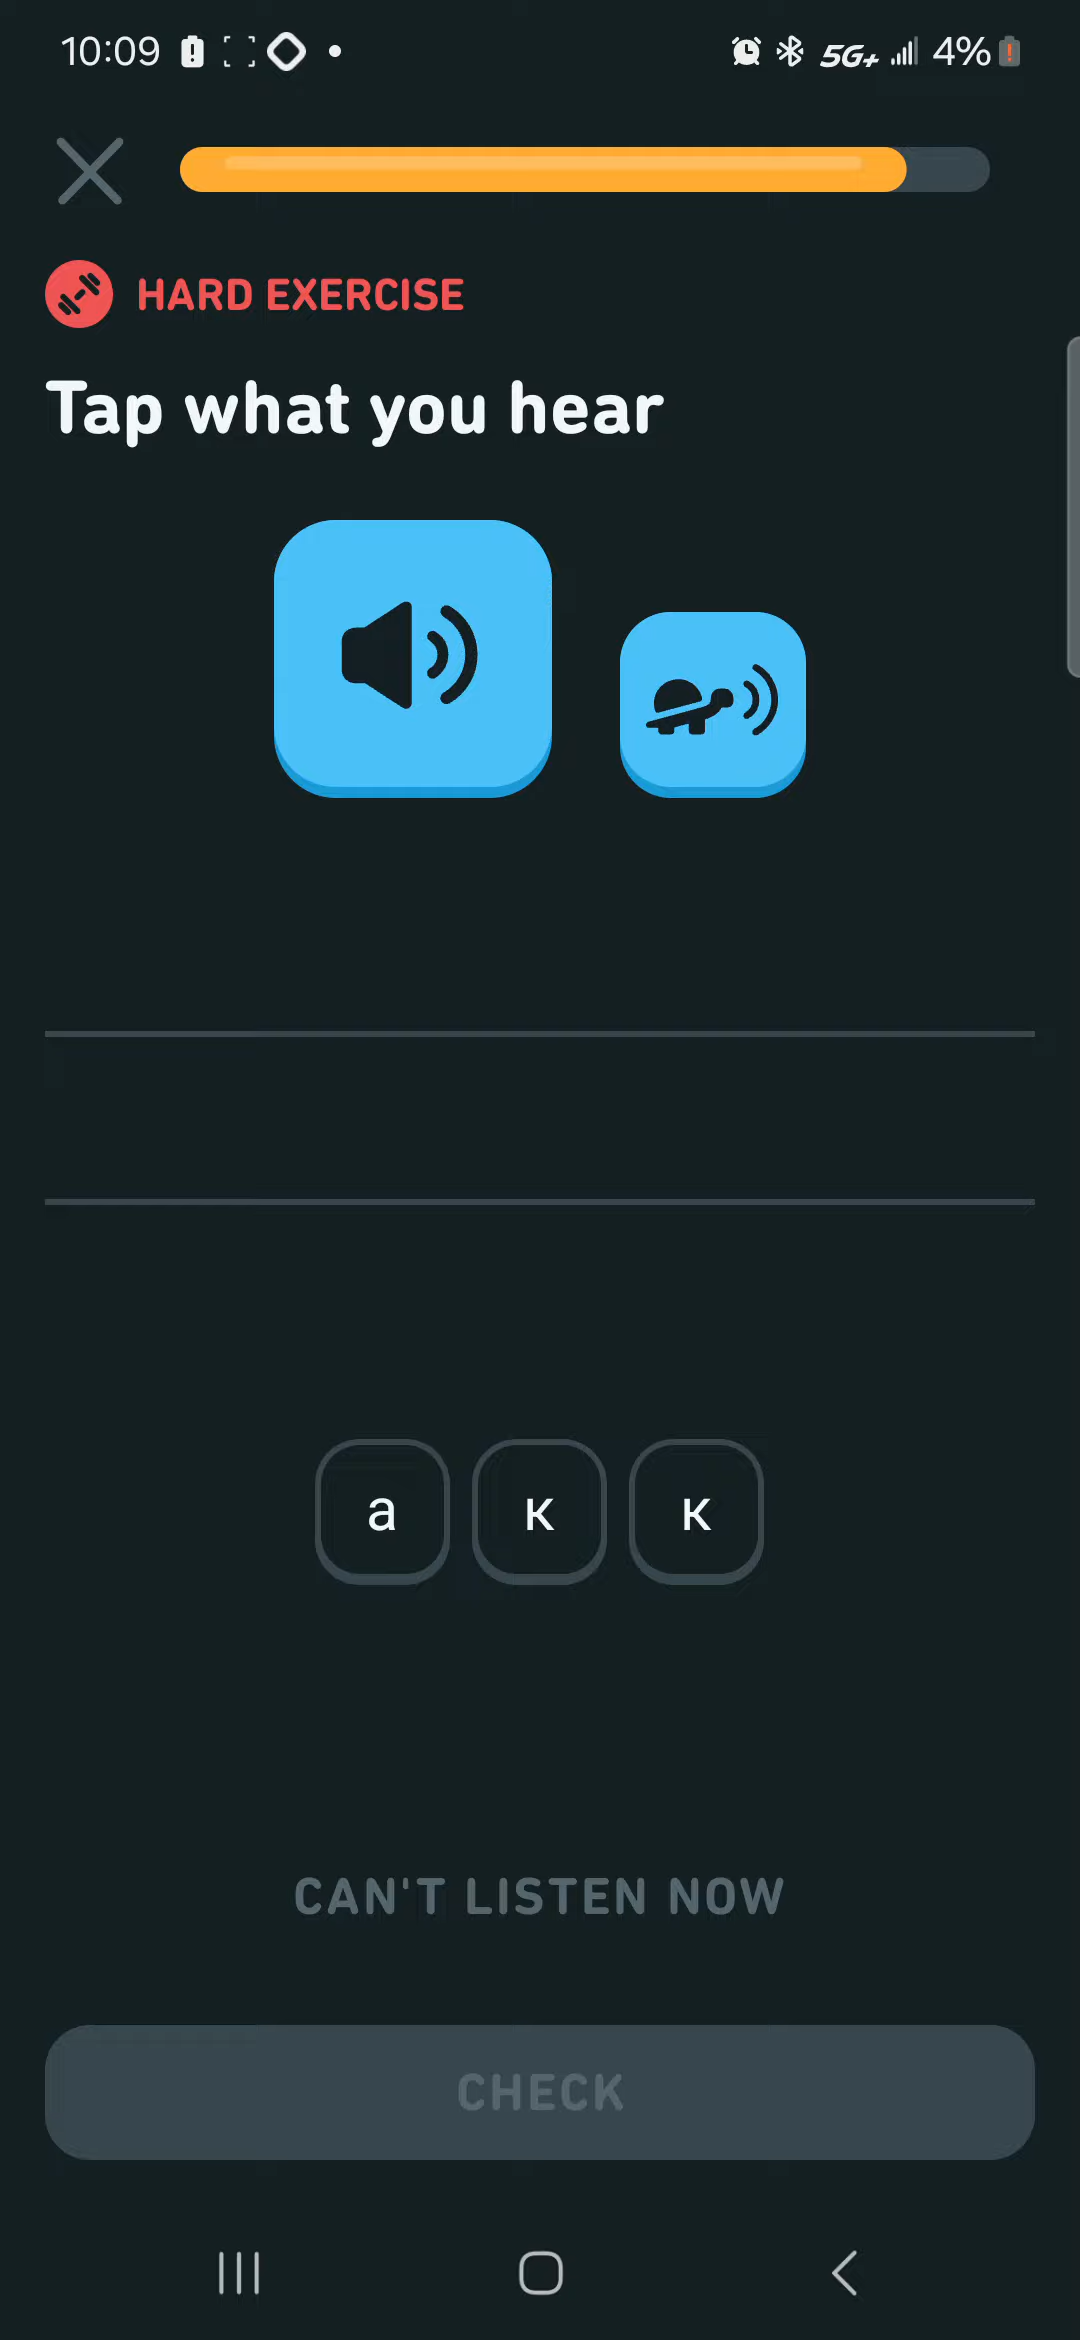 10:09 5G+ 4%
HARD EXERCISE
Tap what you hear
а к к
CAN'T LISTEN NOW
CHECK